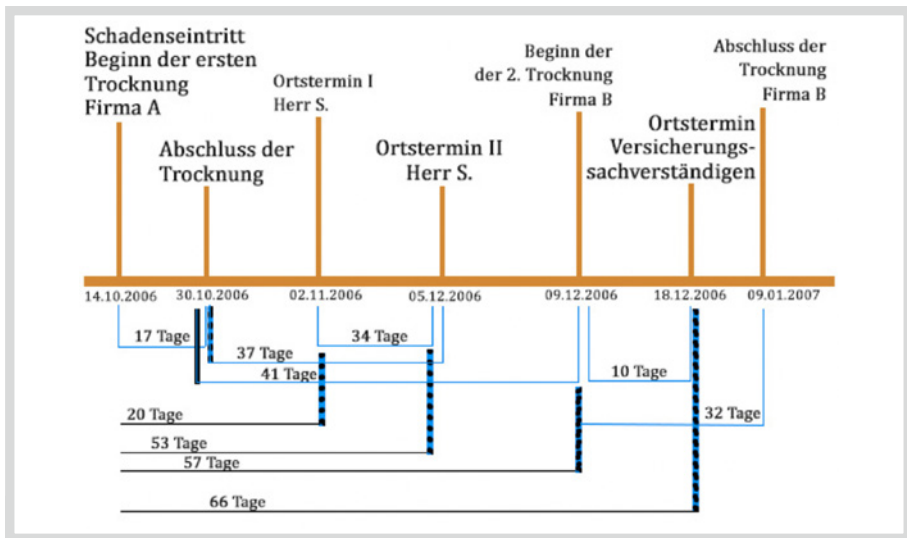 Schadenseintritt
Beginn der ersten
Trocknung
Firma A
Abschluss der
Trocknung
Ortstermin I
Herr S.
Ortstermin II
Herr S.
Beginn der
der 2. Trocknung
Firma B
Ortstermin
Versicherungs-
sachverständigen
Abschluss der
Trocknung
Firma B
14.10.2006
30.10.2006
02.11.2006
05.12.2006
09.12.2006
18.12.2006
09.01.2007
17 Tage
34 Tage
37 Tage
41 Tage
10 Tage
20 Tage
32 Tage
53 Tage
57 Tage
66 Tage